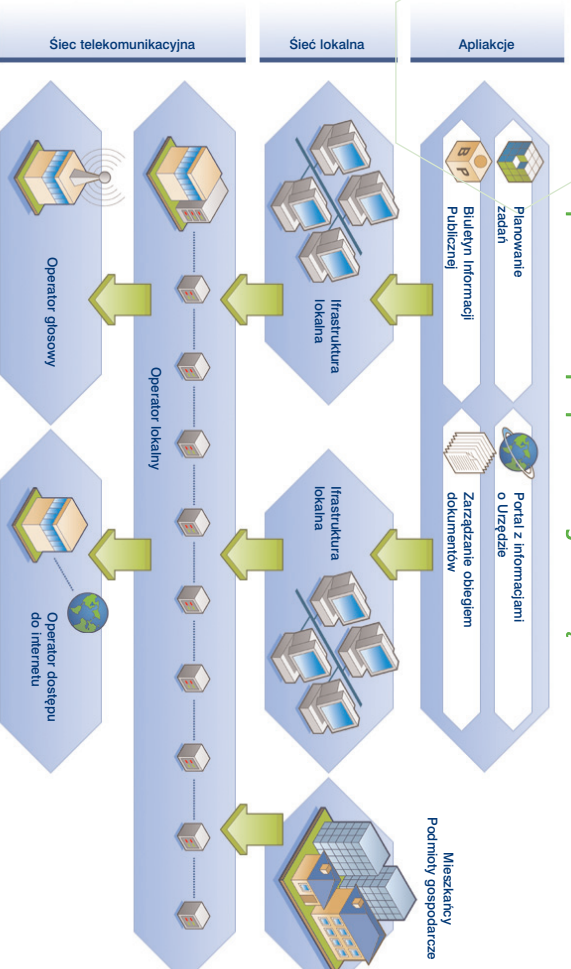 Apliakcje
Śieć lokalna
Śiec telekomunikacyjna
Planowanie
zadań
Portal z informacjami
o Urzędzie
B P
Biuletyn Informacji
Publicznej
Zarządzanie obiegiem
dokumentów
Ifrastruktura
lokalna
Ifrastruktura
lokalna
Mieszkańcy
Podmioty gospodarcze
Operator lokalny
Operator głosowy
Operator dostępu
do internetu